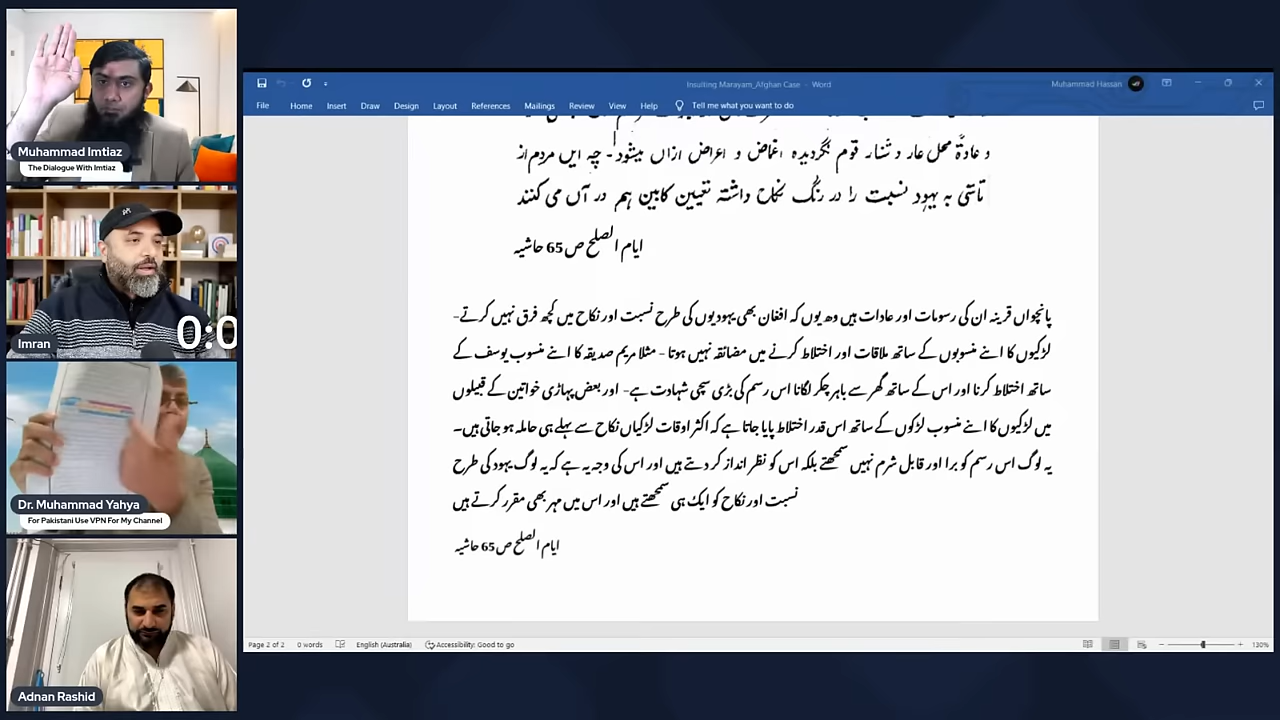 Muhammad Imtiaz
The Dialogue With Imtiaz
Imran
0:0
Dr. Muhammad Yahya
For Pakistani Use VPN For My Channel
Adnan Rashid
Insulting Marayam_Afghan Case - Word
Muhammad Hassan
File Home Insert Draw Design Layout References Mailings Review View Help Tell me what you want to do
و عادةً محل عار و شنار قوم نگردیده اغماض و اعراض ازاں میشود - چہ ایں مردم از
تانتی بہ یہود نسبت را در رنگ نکاح داشتہ تعیین کابین ہم در آں می کنند
ایام الصلح ص 65 حاشیہ
پانچواں قرینہ ان کی رسومات اور عادات ہیں وہ یوں کہ افغان بھی یہودیوں کی طرح نسبت اور نکاح میں کچھ فرق نہیں کرتے-
لڑکیوں کا اپنے منسوبوں کے ساتھ ملاقات اور اختلاط کرنے میں مضائقہ نہیں ہوتا - مثلا مریم صدیقہ کا اپنے منسوب یوسف کے
ساتھ اختلاط کرنا اور اس کے ساتھ گھر سے باہر چکر لگانا اس رسم کی بڑی سچی شہادت ہے- اور بعض پہاڑی خواتین کے قبیلوں
میں لڑکیوں کا اپنے منسوب لڑکوں کے ساتھ اس قدر اختلاط پایا جاتا ہے کہ اکثر اوقات لڑکیاں نکاح سے پہلے ہی حاملہ ہو جاتی ہیں۔
یہ لوگ اس رسم کو برا اور قابل شرم نہیں سمجھتے بلکہ اس کو نظر انداز کر دتے ہیں اور اس کی وجہ یہ ہے کہ یہ لوگ یہود کی طرح
نسبت اور نکاح کو ایک ہی سمجھتے ہیں اور اس میں مہر بھی مقرر کرتے ہیں
ایام الصلح ص 65 حاشیہ
Page 2 of 2 0 words English (Australia) Accessibility: Good to go 130%